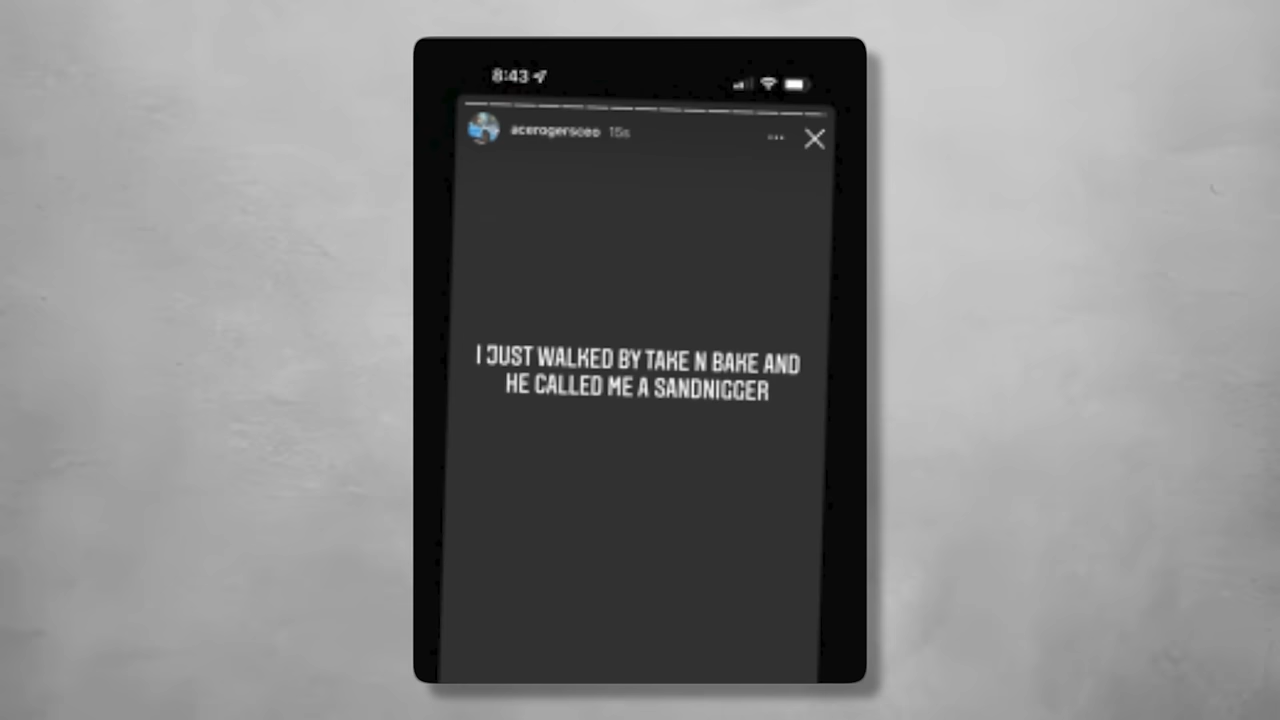 8:43
acerogersceo 15s
I JUST WALKED BY TAKE N BAKE AND
HE CALLED ME A SANDNIGGER